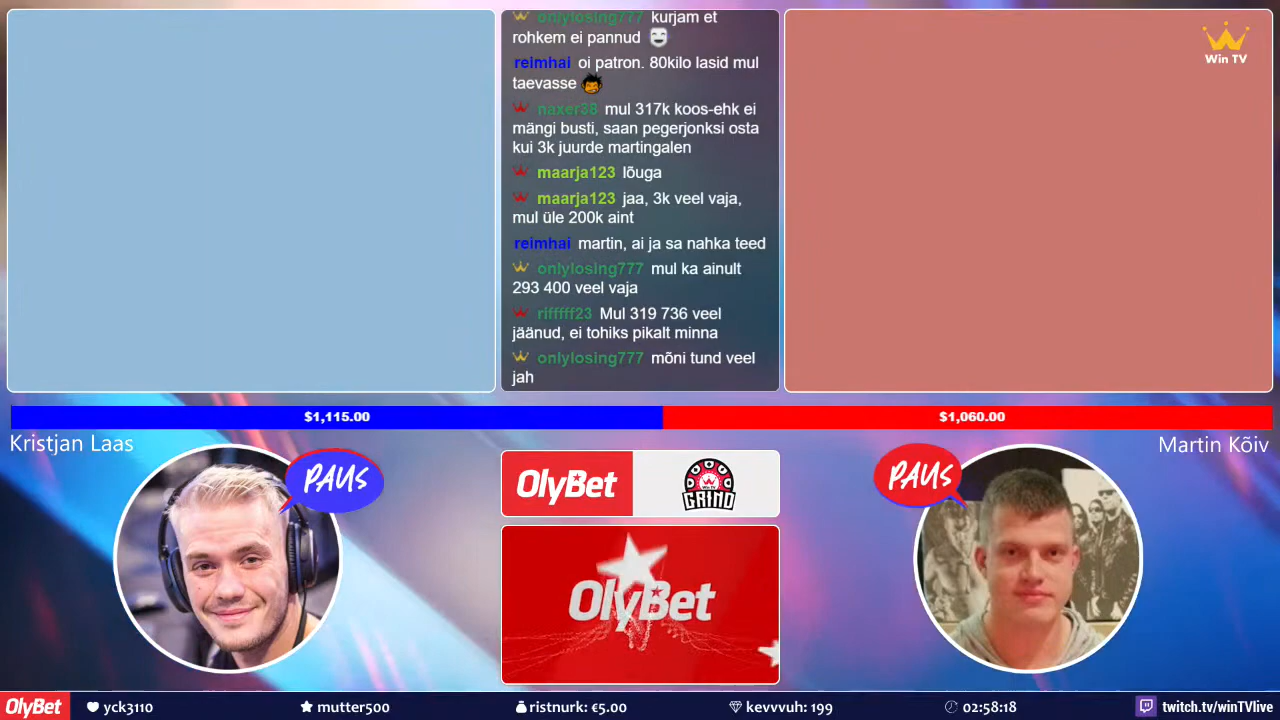 onlylosing777 kurjam et
rohkem ei pannud
reimhai oi patron. 80kilo lasid mul
taevasse
naxer38 mul 317k koos-ehk ei
mängi busti, saan pegerjonksi osta
kui 3k juurde martingalen
maarja123 lõuga
maarja123 jaa, 3k veel vaja,
mul üle 200k aint
reimhai martin, ai ja sa nahka teed
onlylosing777 mul ka ainult
293 400 veel vaja
rifffff23 Mul 319 736 veel
jäänud, ei tohiks pikalt minna
onlylosing777 mõni tund veel
jah
Win TV
$1,115.00
$1,060.00
Kristjan Laas
Martin Kõiv
PAUS
PAUS
OlyBet
Win TV
GRIND
OlyBet
OlyBet
yck3110
mutter500
ristnurk: €5.00
kevvvuh: 199
02:58:18
twitch.tv/winTVlive